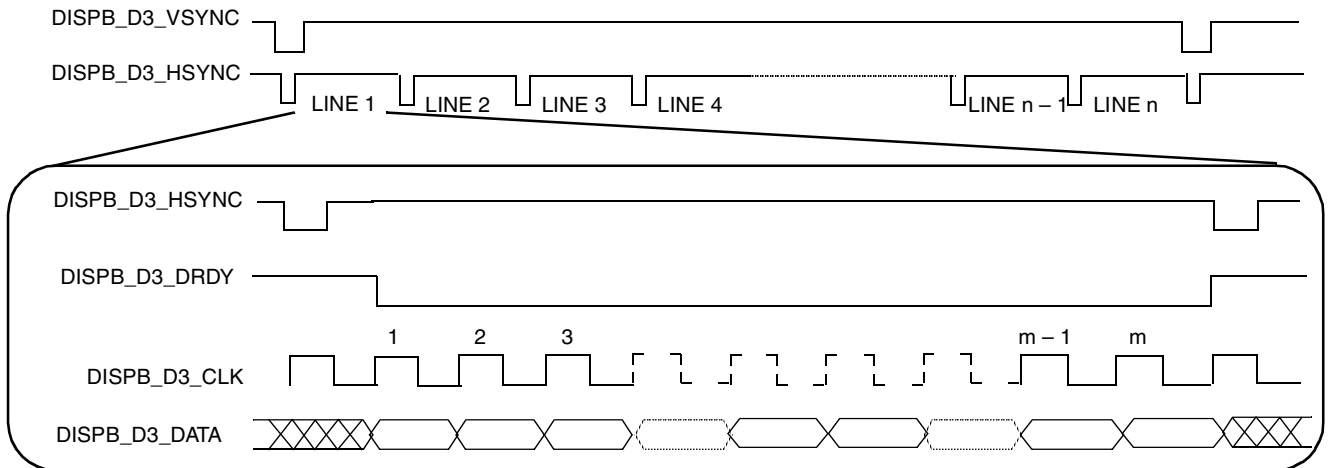 DISPB_D3_VSYNC
DISPB_D3_HSYNC
LINE 1 LINE 2 LINE 3 LINE 4 LINE n – 1 LINE n
DISPB_D3_HSYNC
DISPB_D3_DRDY
1 2 3 m – 1 m
DISPB_D3_CLK
DISPB_D3_DATA